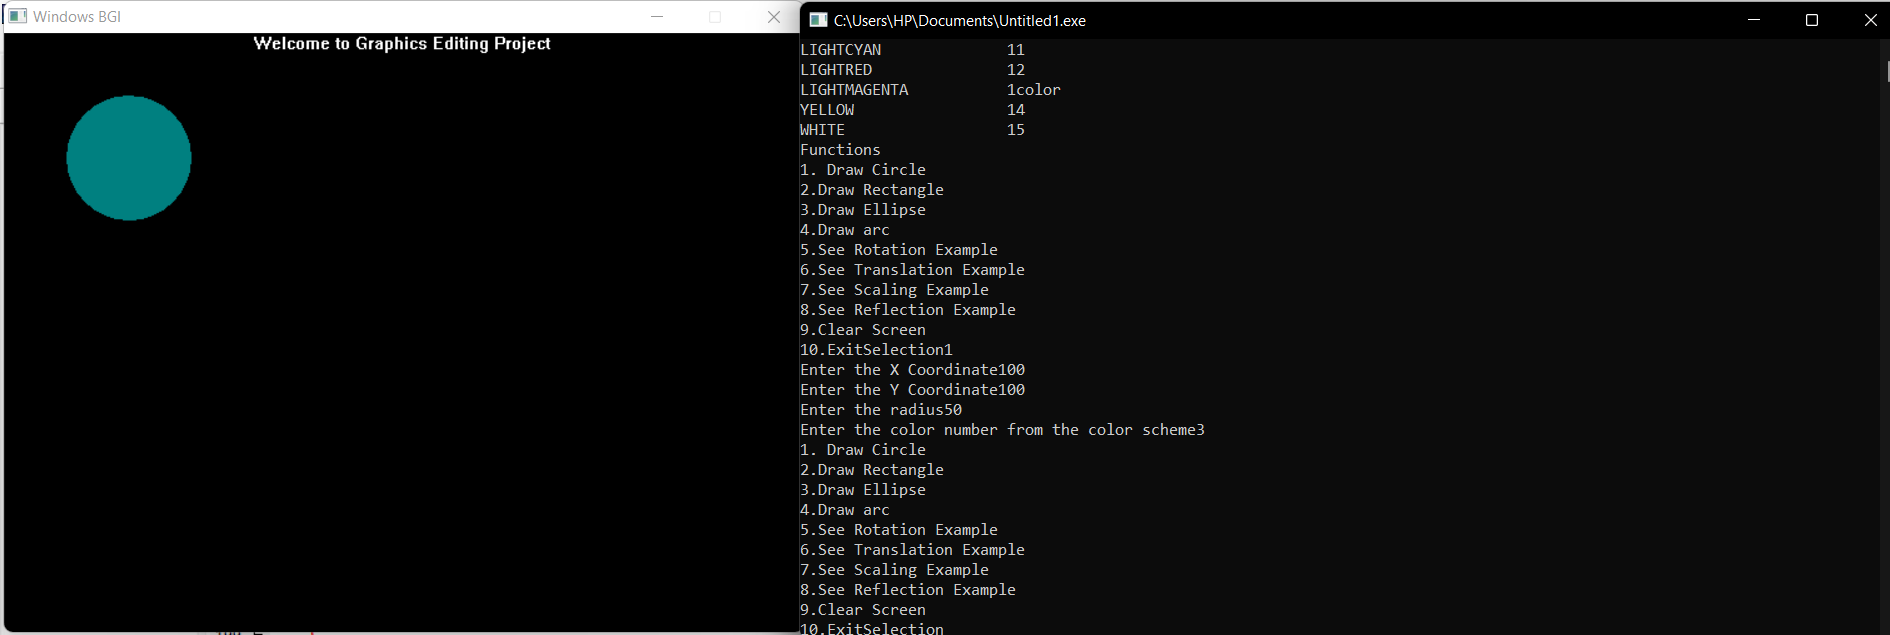 Windows BGI
Welcome to Graphics Editing Project
C:\Users\HP\Documents\Untitled1.exe
LIGHTCYAN 11
LIGHTRED 12
LIGHTMAGENTA 1color
YELLOW 14
WHITE 15
Functions
1. Draw Circle
2.Draw Rectangle
3.Draw Ellipse
4.Draw arc
5.See Rotation Example
6.See Translation Example
7.See Scaling Example
8.See Reflection Example
9.Clear Screen
10.ExitSelection1
Enter the X Coordinate100
Enter the Y Coordinate100
Enter the radius50
Enter the color number from the color scheme3
1. Draw Circle
2.Draw Rectangle
3.Draw Ellipse
4.Draw arc
5.See Rotation Example
6.See Translation Example
7.See Scaling Example
8.See Reflection Example
9.Clear Screen
10.ExitSelection